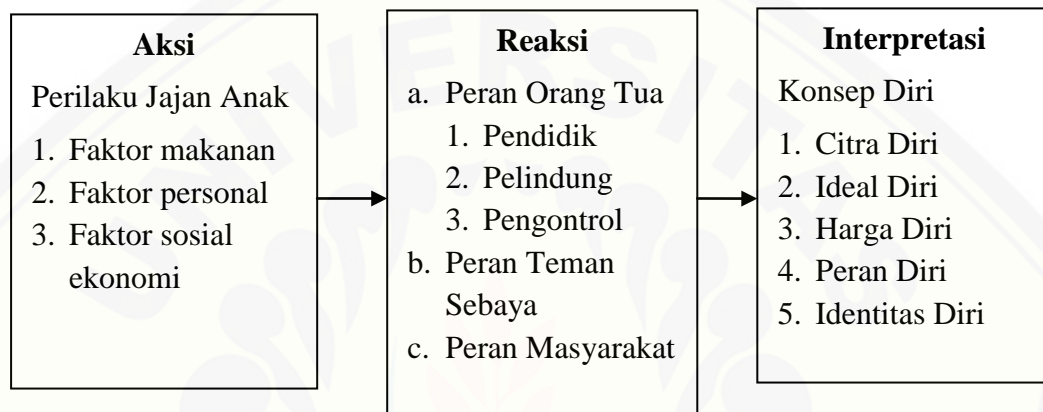 Aksi
Perilaku Jajan Anak
1. Faktor makanan
2. Faktor personal
3. Faktor sosial
ekonomi
Reaksi
a. Peran Orang Tua
1. Pendidik
2. Pelindung
3. Pengontrol
b. Peran Teman
Sebaya
c. Peran Masyarakat
Interpretasi
Konsep Diri
1. Citra Diri
2. Ideal Diri
3. Harga Diri
4. Peran Diri
5. Identitas Diri